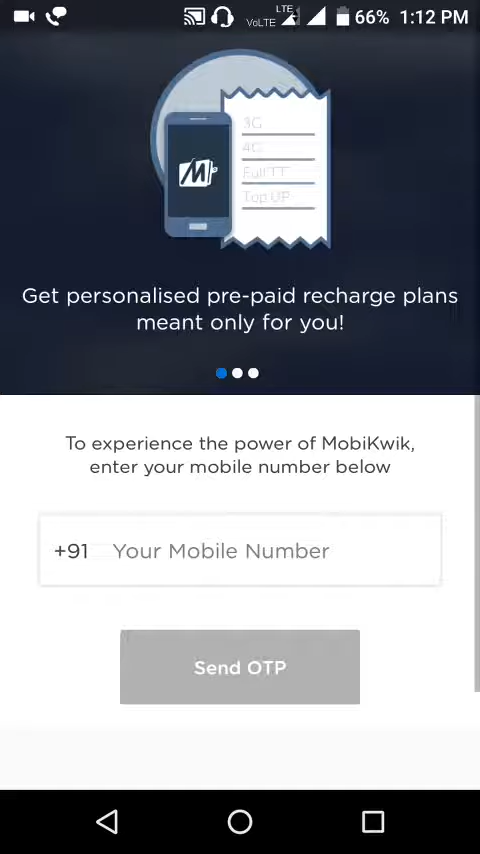 VoLTE LTE 66% 1:12 PM
M
3G
4G
Full TT
Top UP
Get personalised pre-paid recharge plans
meant only for you!
To experience the power of MobiKwik,
enter your mobile number below
+91 Your Mobile Number
Send OTP